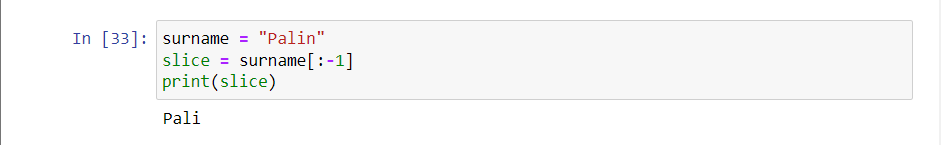 In [33]: surname = "Palin"
slice = surname[:-1]
print(slice)
Pali